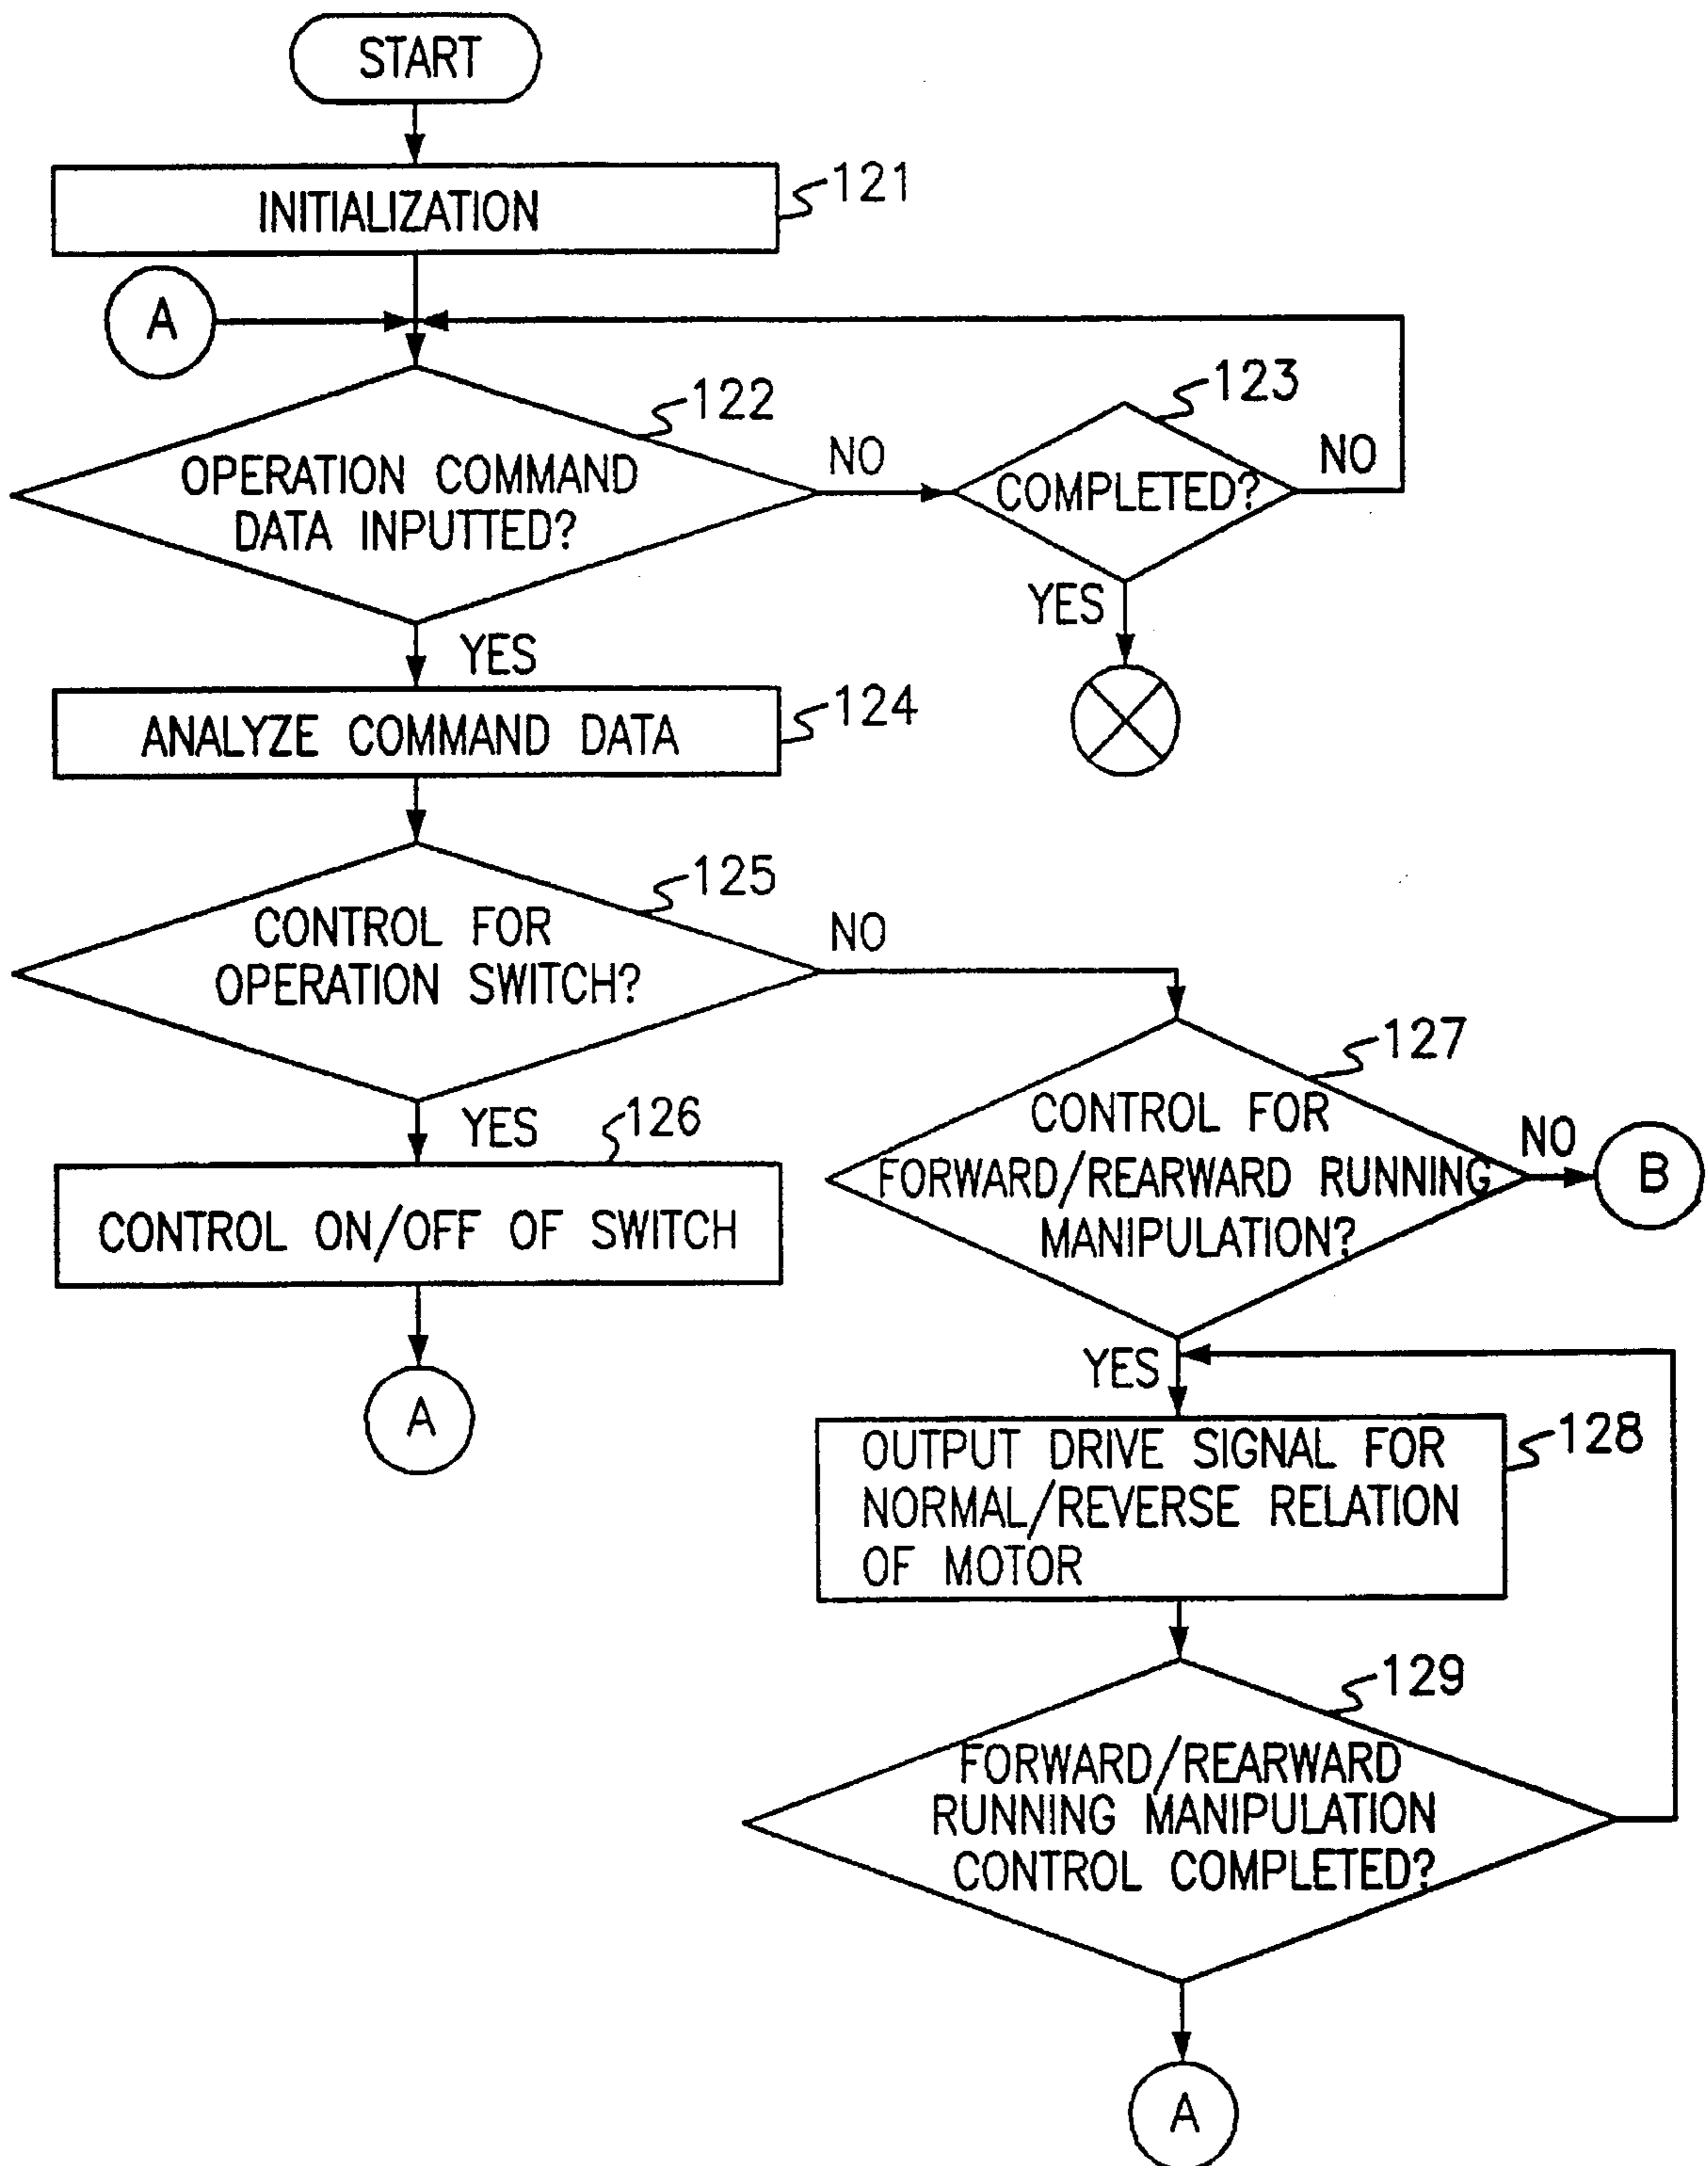 START
INITIALIZATION
121
A
122
OPERATION COMMAND
DATA INPUTTED?
NO
123
COMPLETED?
NO
YES
YES
ANALYZE COMMAND DATA
124
125
CONTROL FOR
OPERATION SWITCH?
NO
YES
126
CONTROL ON/OFF OF SWITCH
A
127
CONTROL FOR
FORWARD/REARWARD RUNNING
MANIPULATION?
NO
B
YES
128
OUTPUT DRIVE SIGNAL FOR
NORMAL/REVERSE RELATION
OF MOTOR
129
FORWARD/REARWARD
RUNNING MANIPULATION
CONTROL COMPLETED?
A